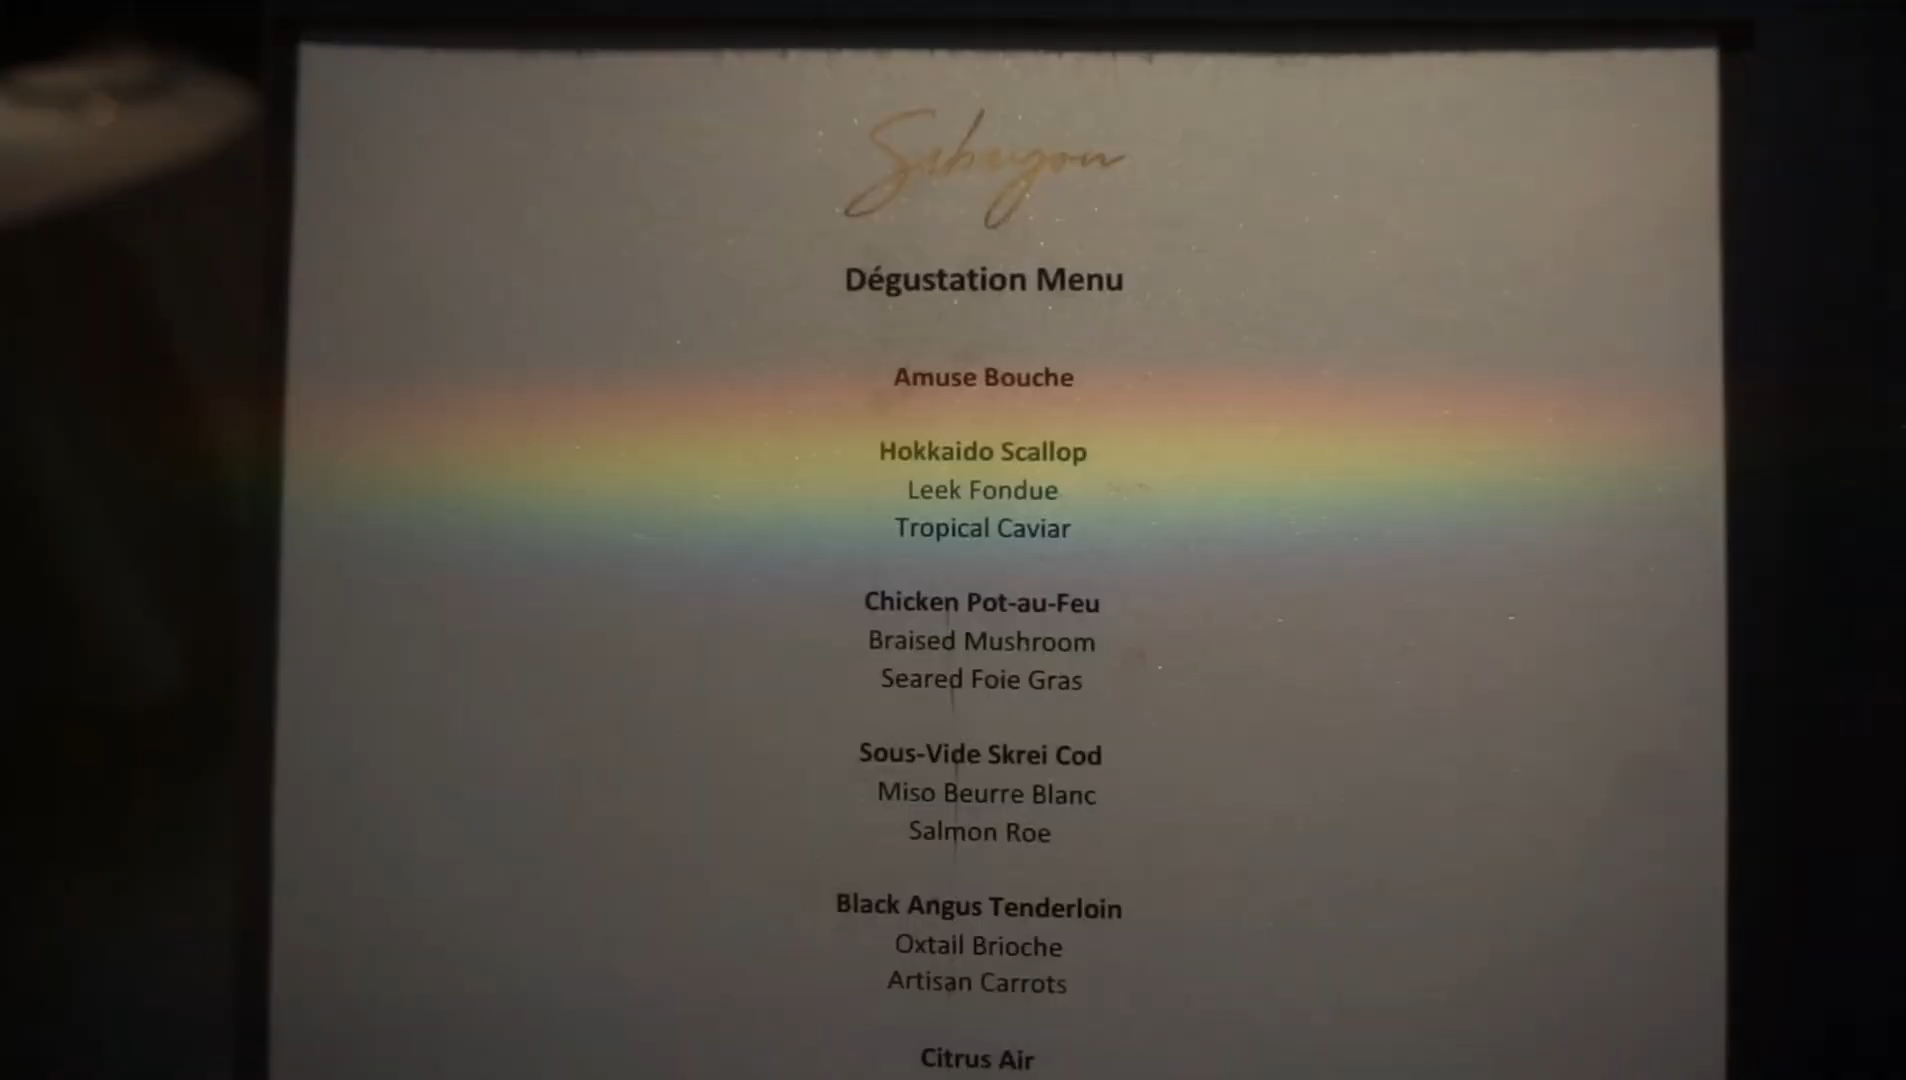 Sabayon
Dégustation Menu
Amuse Bouche
Hokkaido Scallop
Leek Fondue
Tropical Caviar
Chicken Pot-au-Feu
Braised Mushroom
Seared Foie Gras
Sous-Vide Skrei Cod
Miso Beurre Blanc
Salmon Roe
Black Angus Tenderloin
Oxtail Brioche
Artisan Carrots
Citrus Air